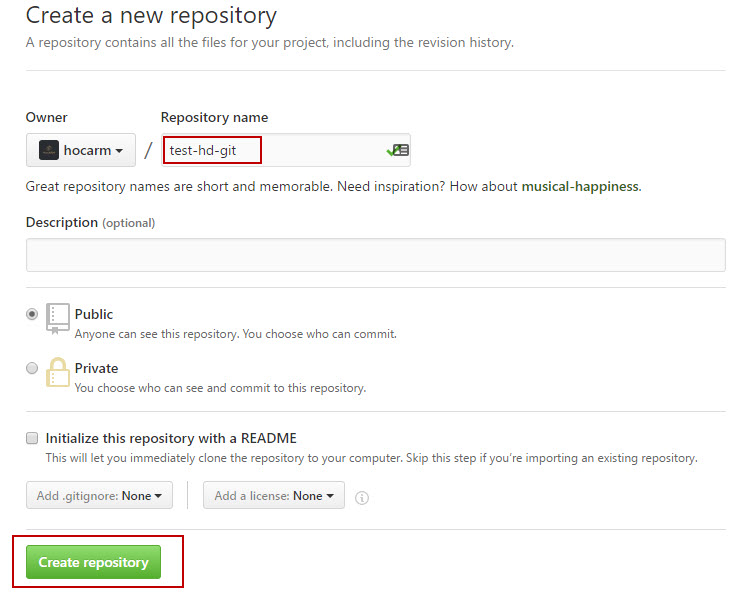 Create a new repository
A repository contains all the files for your project, including the revision history.
Owner Repository name
hocarm / test-hd-git
Great repository names are short and memorable. Need inspiration? How about musical-happiness.
Description (optional)
Public
Anyone can see this repository. You choose who can commit.
Private
You choose who can see and commit to this repository.
Initialize this repository with a README
This will let you immediately clone the repository to your computer. Skip this step if you're importing an existing repository.
Add .gitignore: None Add a license: None
Create repository